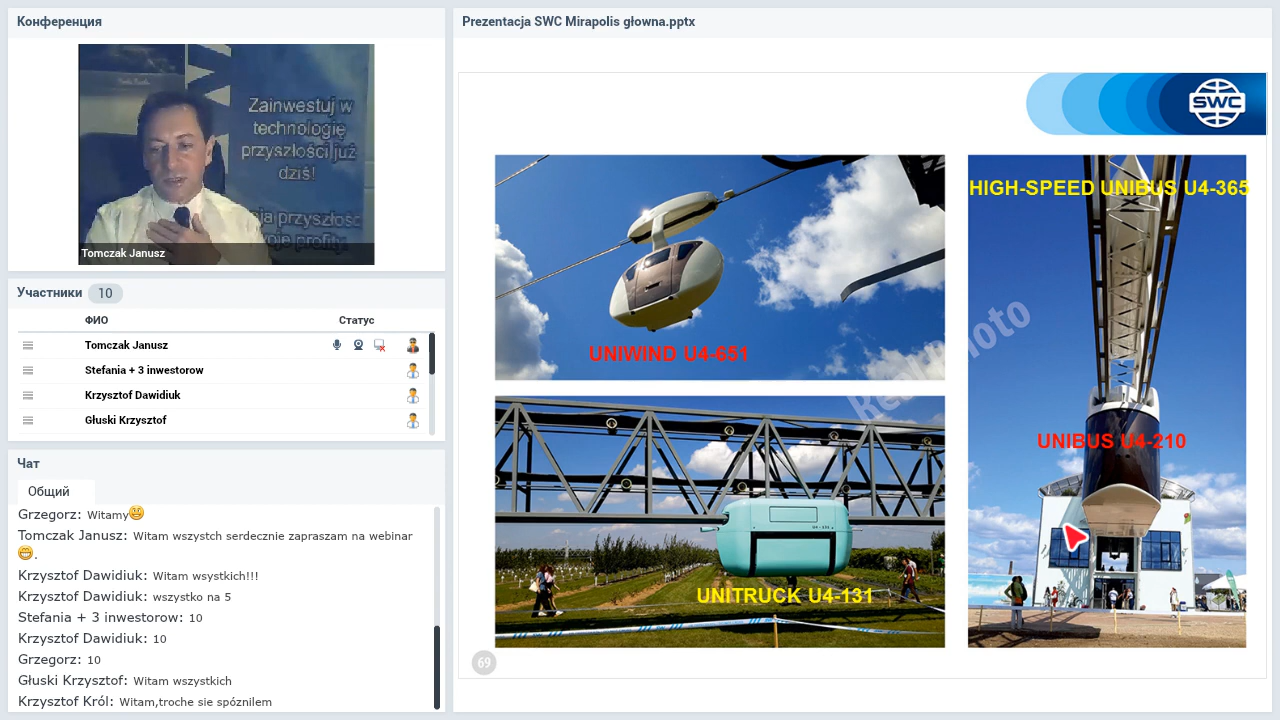 Конференция
Zainwestuj w
technologię
przyszłości już
dziś!
przyszłość
Tomczak Janusz
Участники 10
ФИО Статус
Tomczak Janusz
Stefania + 3 inwestorow
Krzysztof Dawidiuk
Głuski Krzysztof
Чат
Общий
Grzegorz: Witamy
Tomczak Janusz: Witam wszystch serdecznie zapraszam na webinar
.
Krzysztof Dawidiuk: Witam wsystkich!!!
Krzysztof Dawidiuk: wszystko na 5
Stefania + 3 inwestorow: 10
Krzysztof Dawidiuk: 10
Grzegorz: 10
Głuski Krzysztof: Witam wszystkich
Krzysztof Król: Witam,troche sie spóznilem
Prezentacja SWC Mirapolis głowna.pptx
SWC
UNIWIND U4-651
HIGH-SPEED UNIBUS U4-365
UNIBUS U4-210
U4-131
UNITRUCK U4-131
69